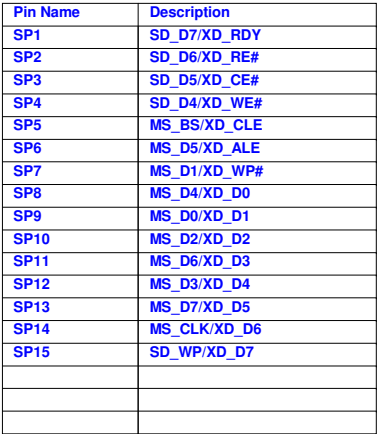 Pin Name Description
SP1 SD_D7/XD_RDY
SP2 SD_D6/XD_RE#
SP3 SD_D5/XD_CE#
SP4 SD_D4/XD_WE#
SP5 MS_BS/XD_CLE
SP6 MS_D5/XD_ALE
SP7 MS_D1/XD_WP#
SP8 MS_D4/XD_D0
SP9 MS_D0/XD_D1
SP10 MS_D2/XD_D2
SP11 MS_D6/XD_D3
SP12 MS_D3/XD_D4
SP13 MS_D7/XD_D5
SP14 MS_CLK/XD_D6
SP15 SD_WP/XD_D7